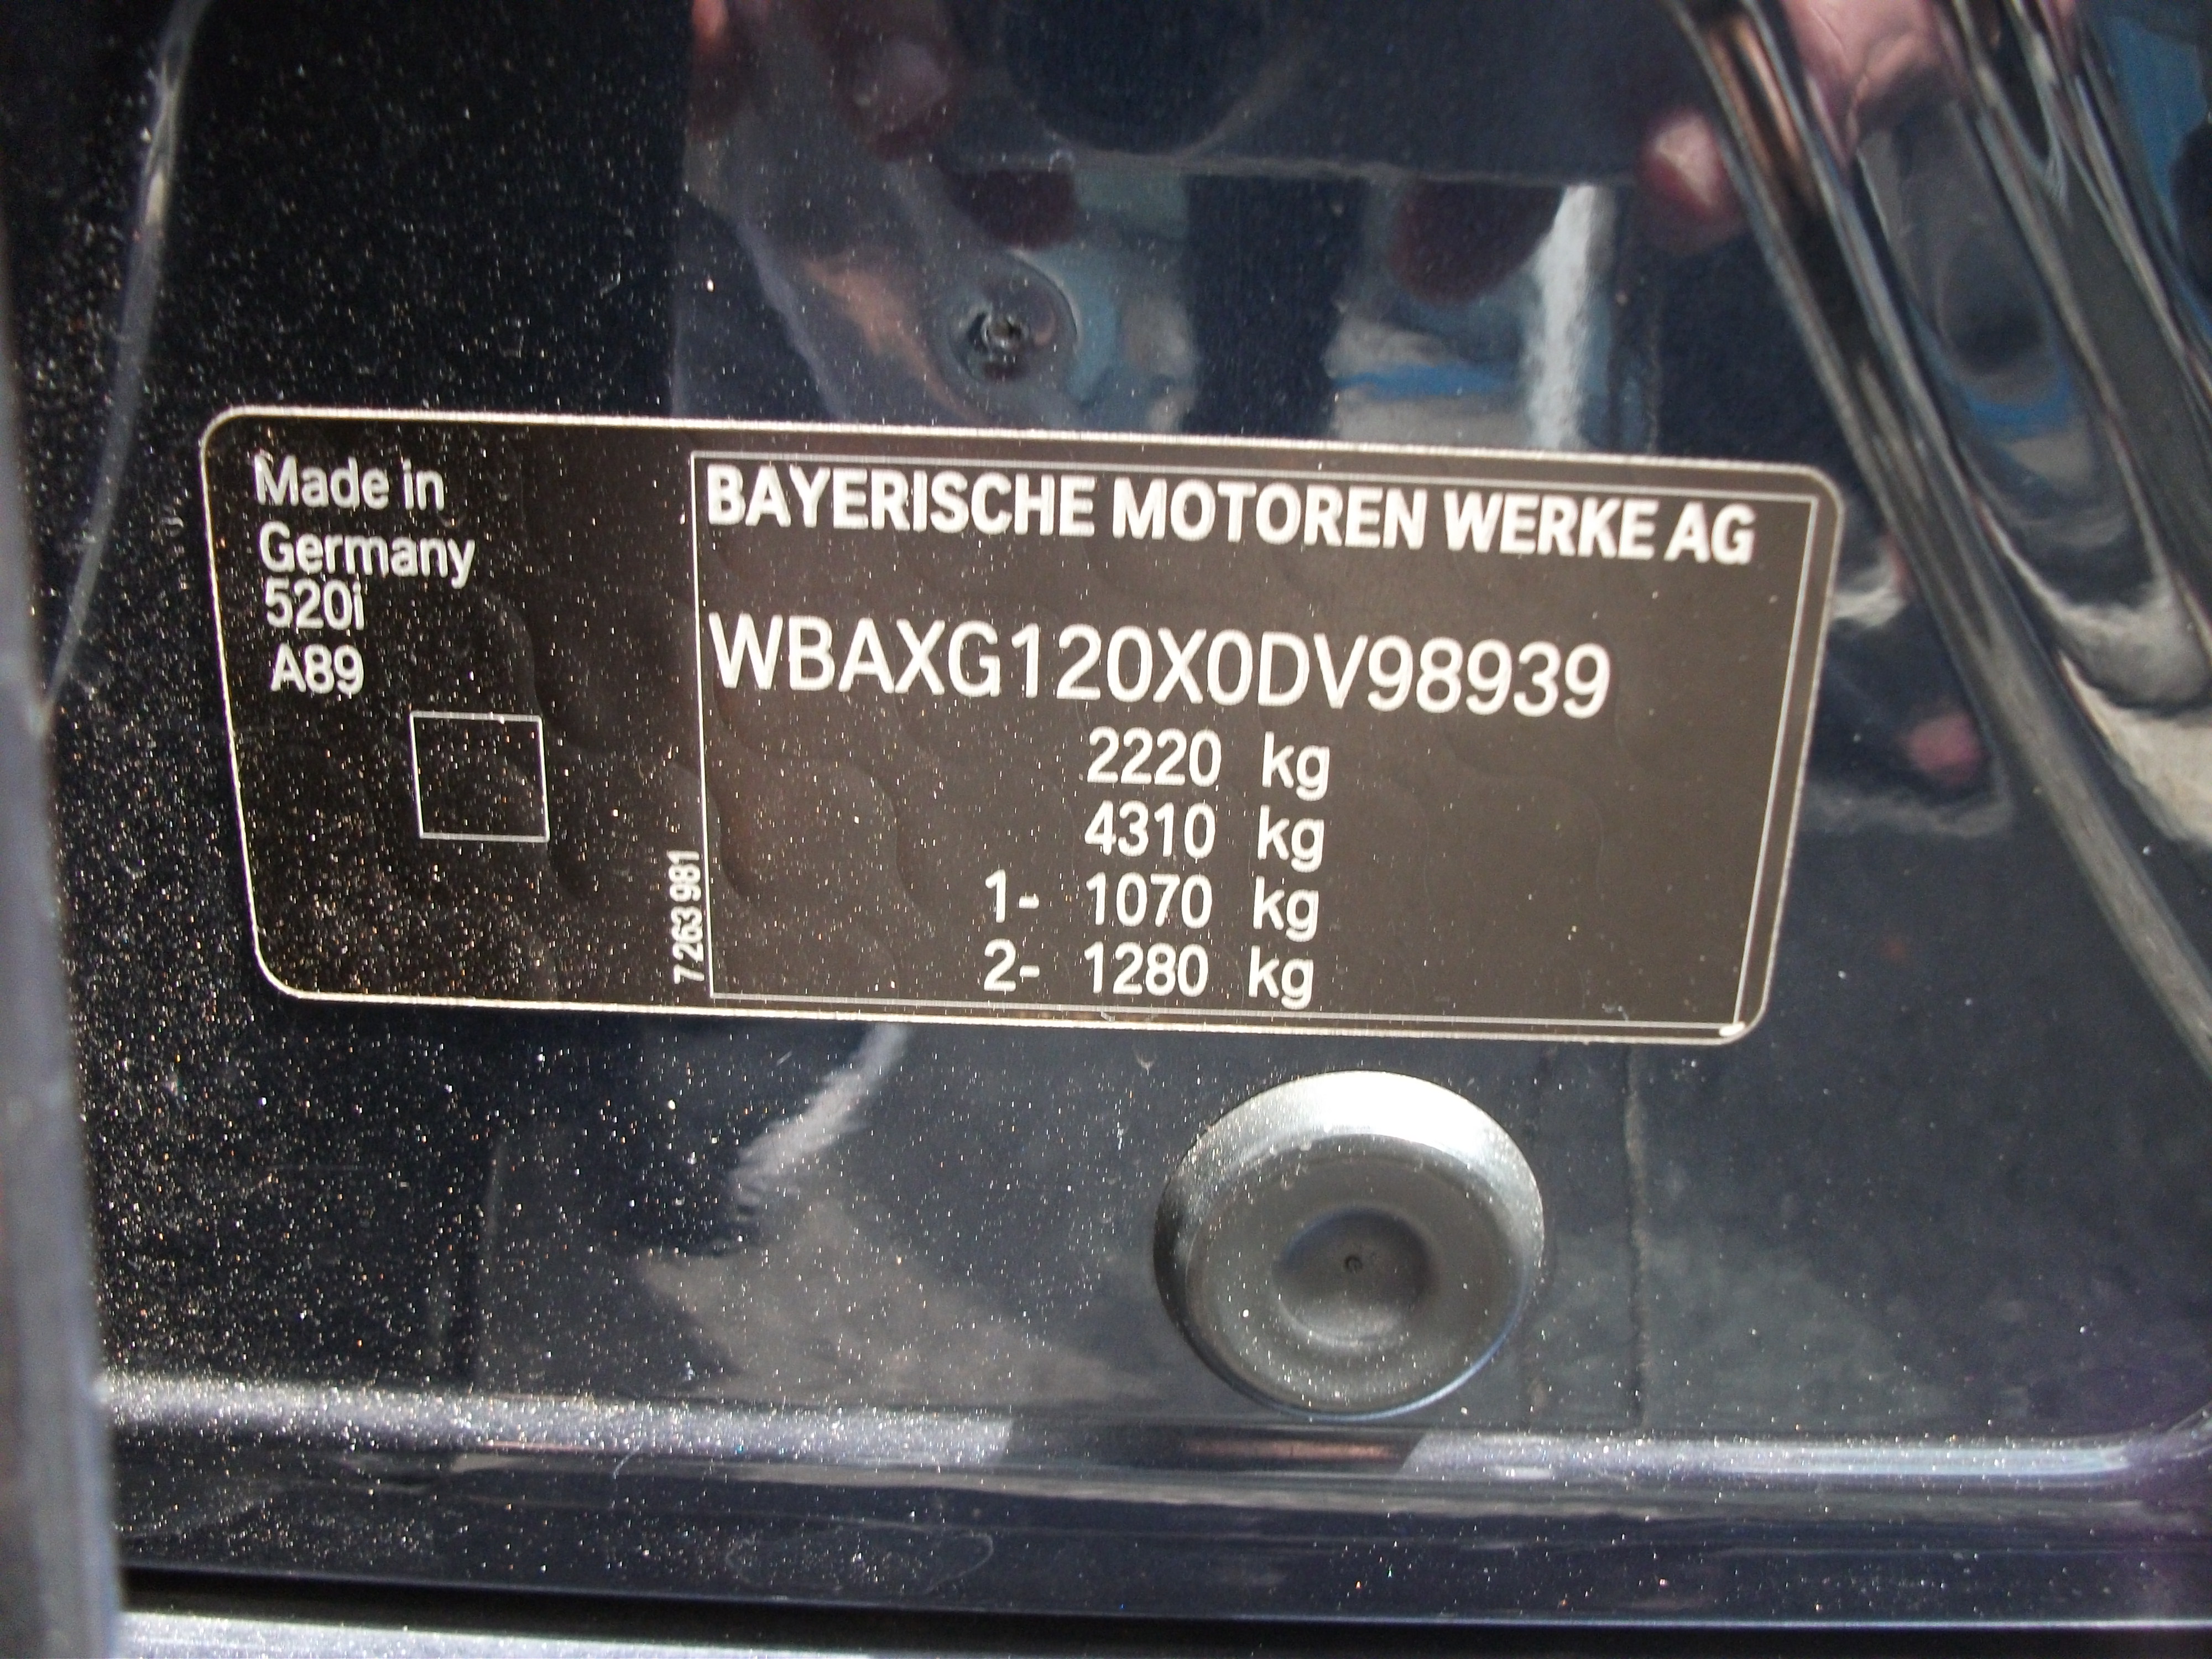 Made in
Germany
520i
A89
7 263 981
BAYERISCHE MOTOREN WERKE AG
WBAXG120X0DV98939
2220 kg
4310 kg
1- 1070 kg
2- 1280 kg